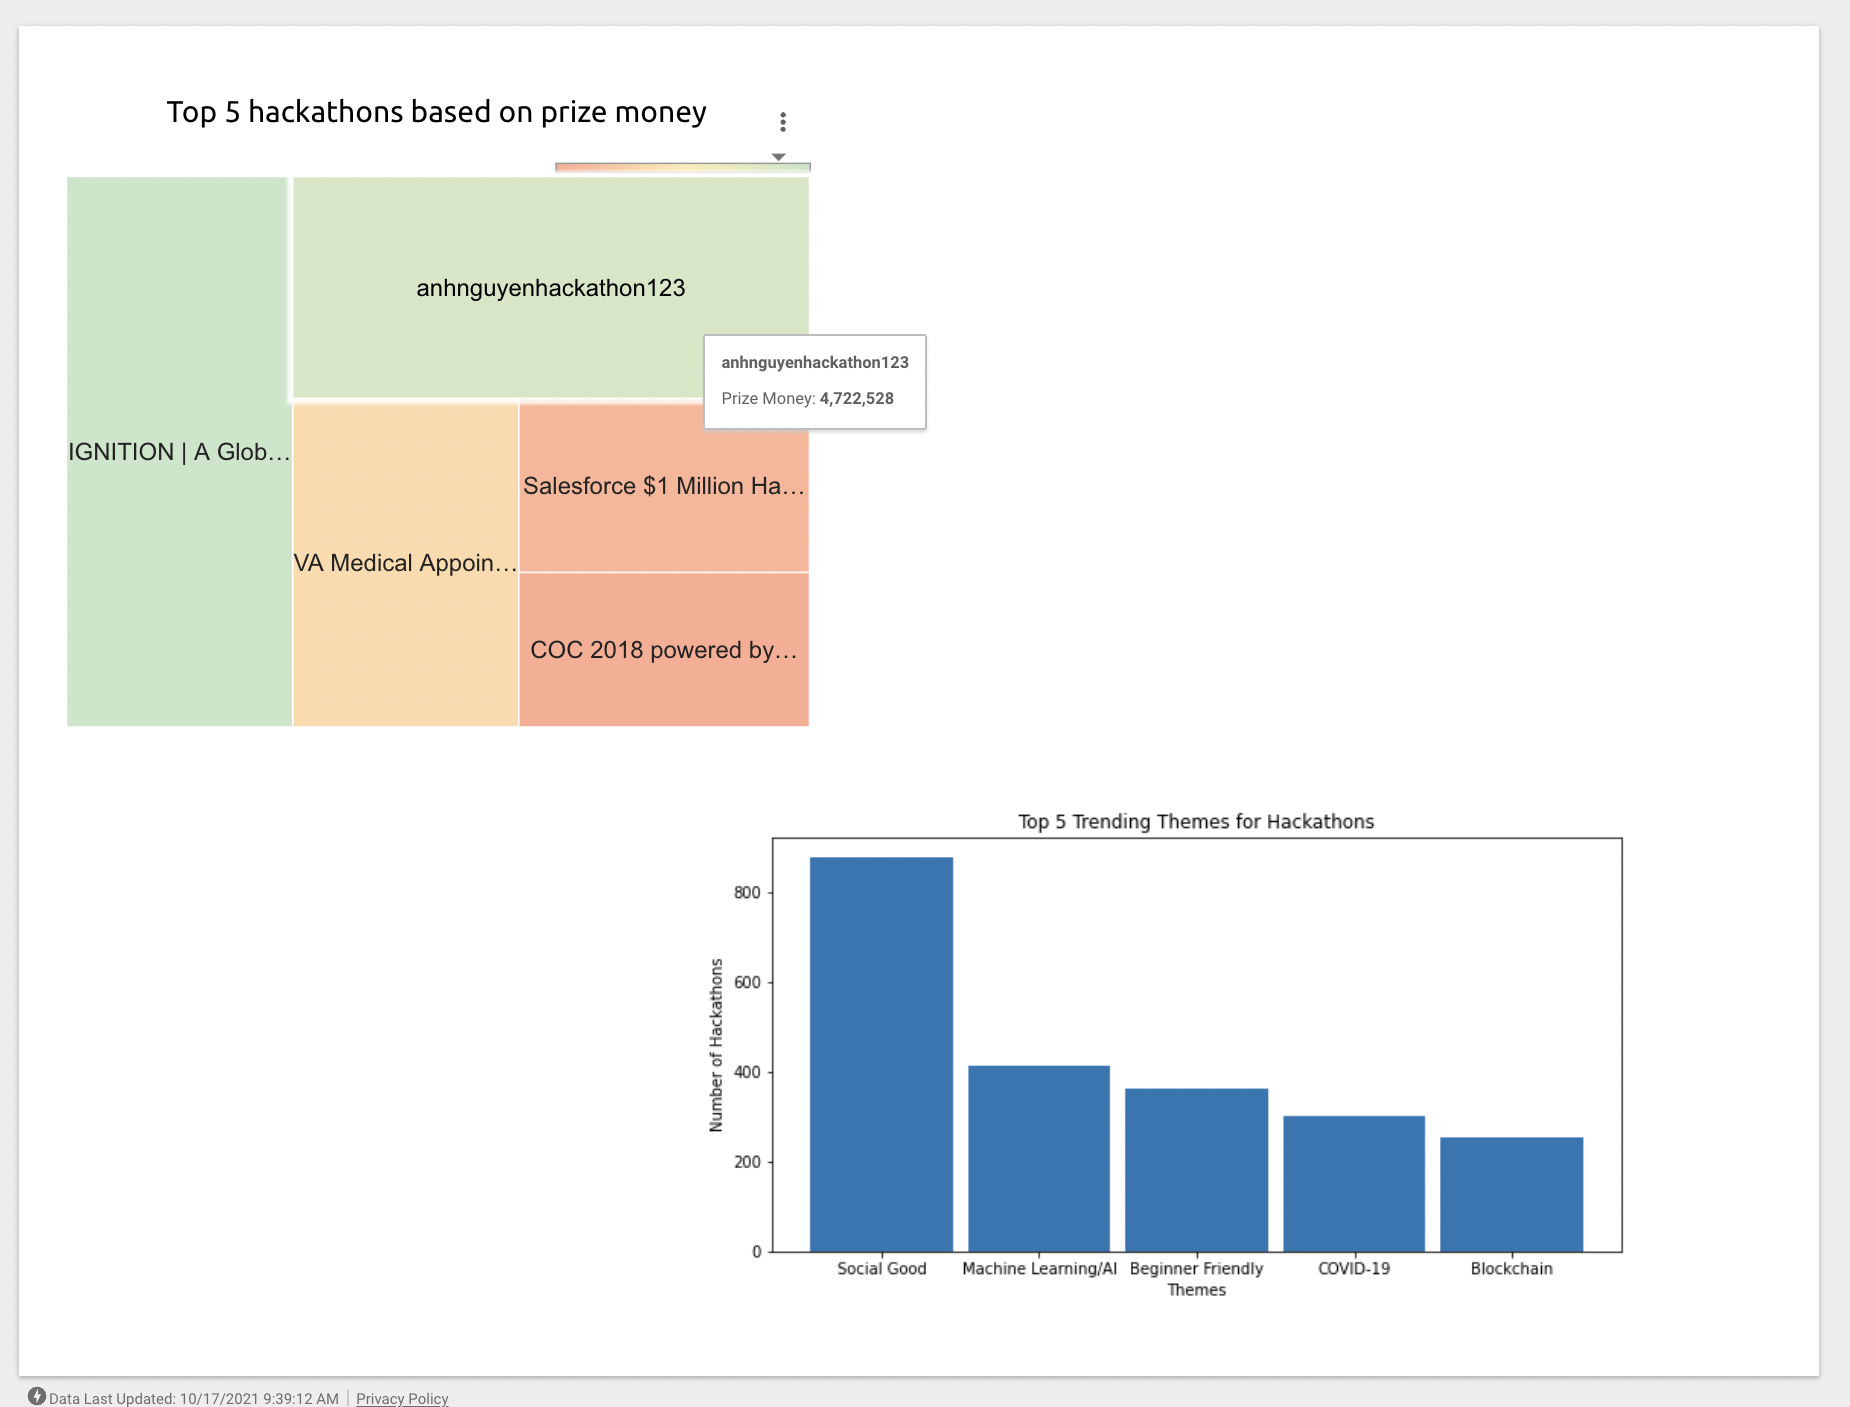 Top 5 hackathons based on prize money
anhnguyenhackathon123
anhnguyenhackathon123
Prize Money: 4,722,528
IGNITION | A Glob…
Salesforce $1 Million Ha…
VA Medical Appoin…
COC 2018 powered by…
Top 5 Trending Themes for Hackathons
800
600
400
200
0
Number of Hackathons
Social Good Machine Learning/AI Beginner Friendly COVID-19 Blockchain
Themes
Data Last Updated: 10/17/2021 9:39:12 AM | Privacy Policy